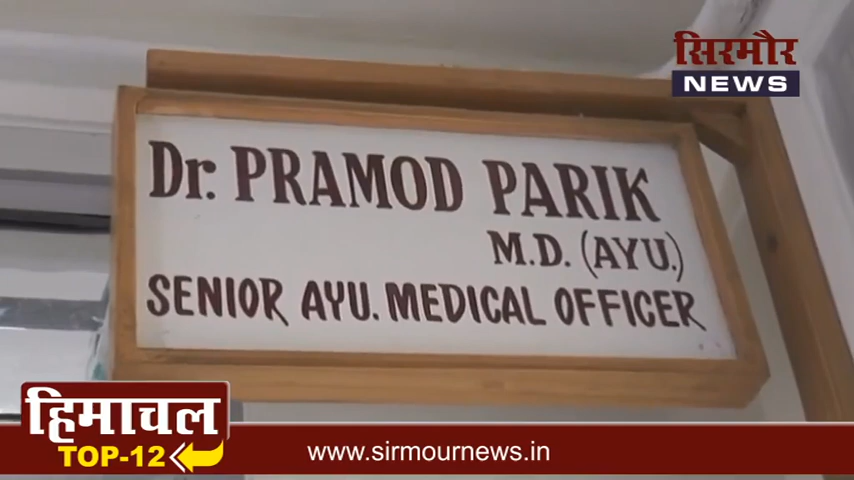 सिरमौर
NEWS
Dr. PRAMOD PARIK
M.D. (AYU.)
SENIOR AYU. MEDICAL OFFICER
हिमाचल
TOP-12
www.sirmournews.in